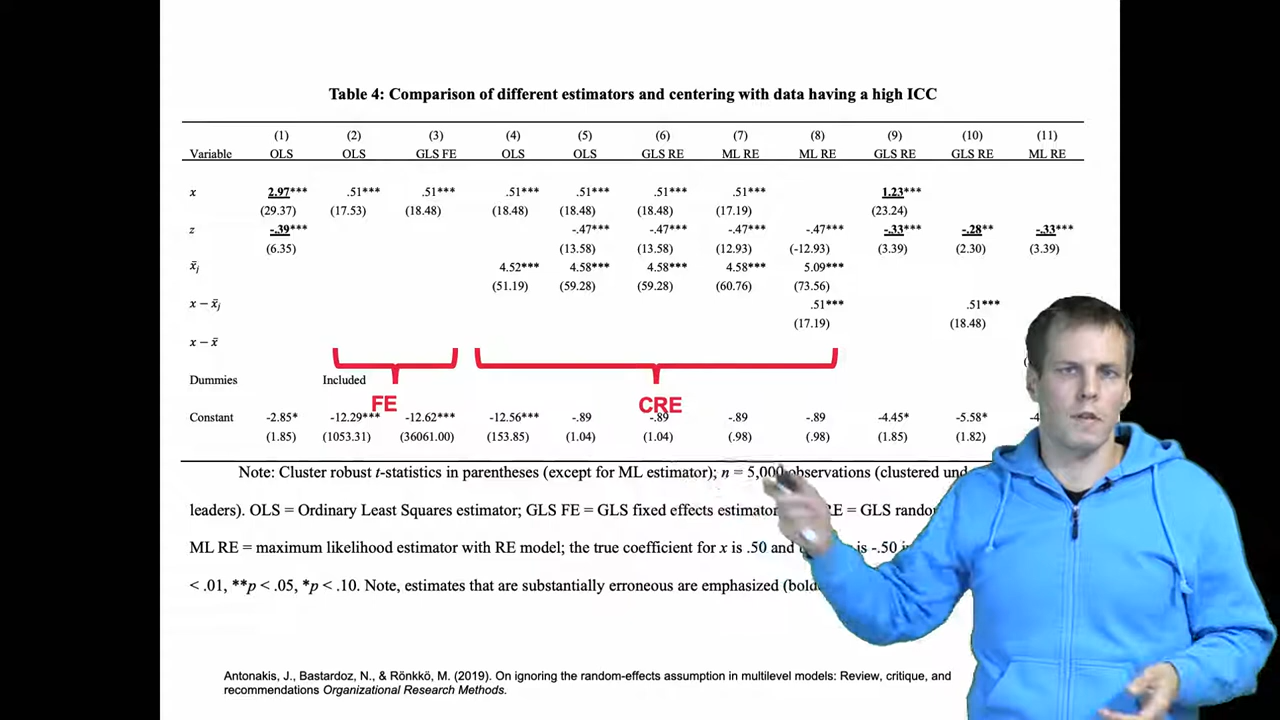 Table 4: Comparison of different estimators and centering with data having a high ICC
(1) (2) (3) (4) (5) (6) (7) (8) (9) (10) (11)
Variable OLS OLS GLS FE OLS OLS GLS RE ML RE ML RE GLS RE GLS RE ML RE
x 2.97*** .51*** .51*** .51*** .51*** .51*** .51*** 1.23***
(29.37) (17.53) (18.48) (18.48) (18.48) (18.48) (17.19) (23.24)
z -.39*** -.47*** -.47*** -.47*** -.47*** -.33*** -.28** -.33***
(6.35) (13.58) (13.58) (12.93) (-12.93) (3.39) (2.30) (3.39)
x̄j 4.52*** 4.58*** 4.58*** 4.58*** 5.09***
(51.19) (59.28) (59.28) (60.76) (73.56)
x − x̄j .51*** .51***
(17.19) (18.48)
x − x̄
Dummies Included
FE CRE
Constant -2.85* -12.29*** -12.62*** -12.56*** -.89 -.89 -.89 -.89 -4.45* -5.58*
(1.85) (1053.31) (36061.00) (153.85) (1.04) (1.04) (.98) (.98) (1.85) (1.82)
Note: Cluster robust t-statistics in parentheses (except for ML estimator); n = 5,000 observations (clustered
leaders). OLS = Ordinary Least Squares estimator; GLS FE = GLS fixed effects estimator RE = GLS
ML RE = maximum likelihood estimator with RE model; the true coefficient for x is .50 and is -.50
< .01, **p < .05, *p < .10. Note, estimates that are substantially erroneous are emphasized
Antonakis, J., Bastardoz, N., & Rönkkö, M. (2019). On ignoring the random-effects assumption in multilevel models: Review, critique, and
recommendations Organizational Research Methods.